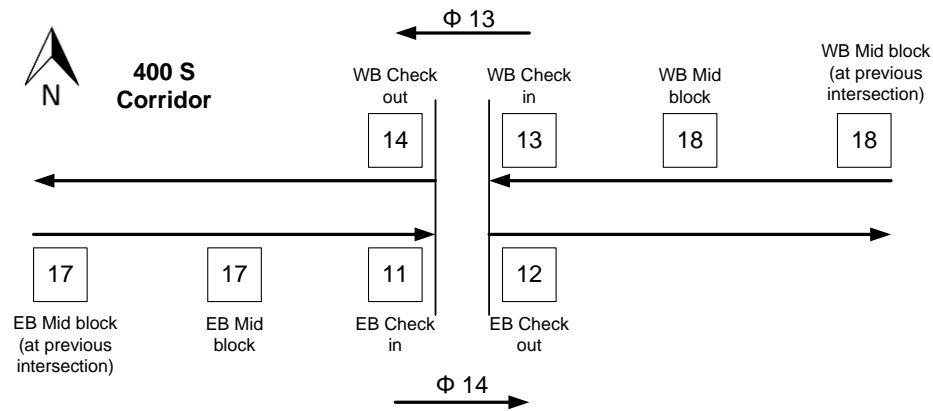 Φ 13
N
400 S
Corridor
WB Check
out
WB Check
in
WB Mid
block
WB Mid block
(at previous
intersection)
14
13
18
18
17
17
11
12
EB Mid block
(at previous
intersection)
EB Mid
block
EB Check
in
EB Check
out
Φ 14